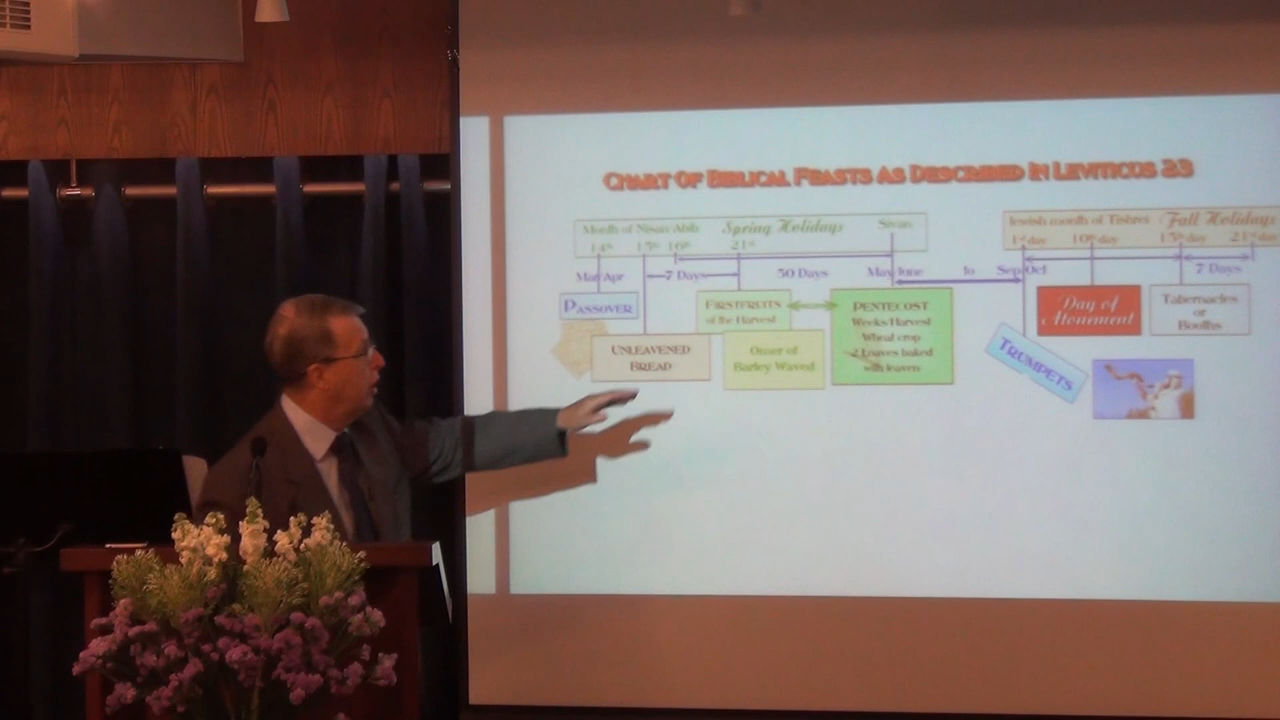 CHART OF BIBLICAL FEASTS AS DESCRIBED IN LEVITICUS 23
Month of Nisan/Abib Spring Holidays Sivan
14th 15th 16th 21st
Jewish month of Tishrei Fall Holidays
1st day 10th day 15th day 21st day
Mar/Apr 7 Days 50 Days May/June to Sep/Oct 7 Days
PASSOVER
UNLEAVENED
BREAD
FIRSTFRUITS
of the Harvest
Omer of
Barley Waved
PENTECOST
Weeks Harvest
Wheat crop
2 Loaves baked
with leaven
TRUMPETS
Day of
Atonement
Tabernacles
or
Booths